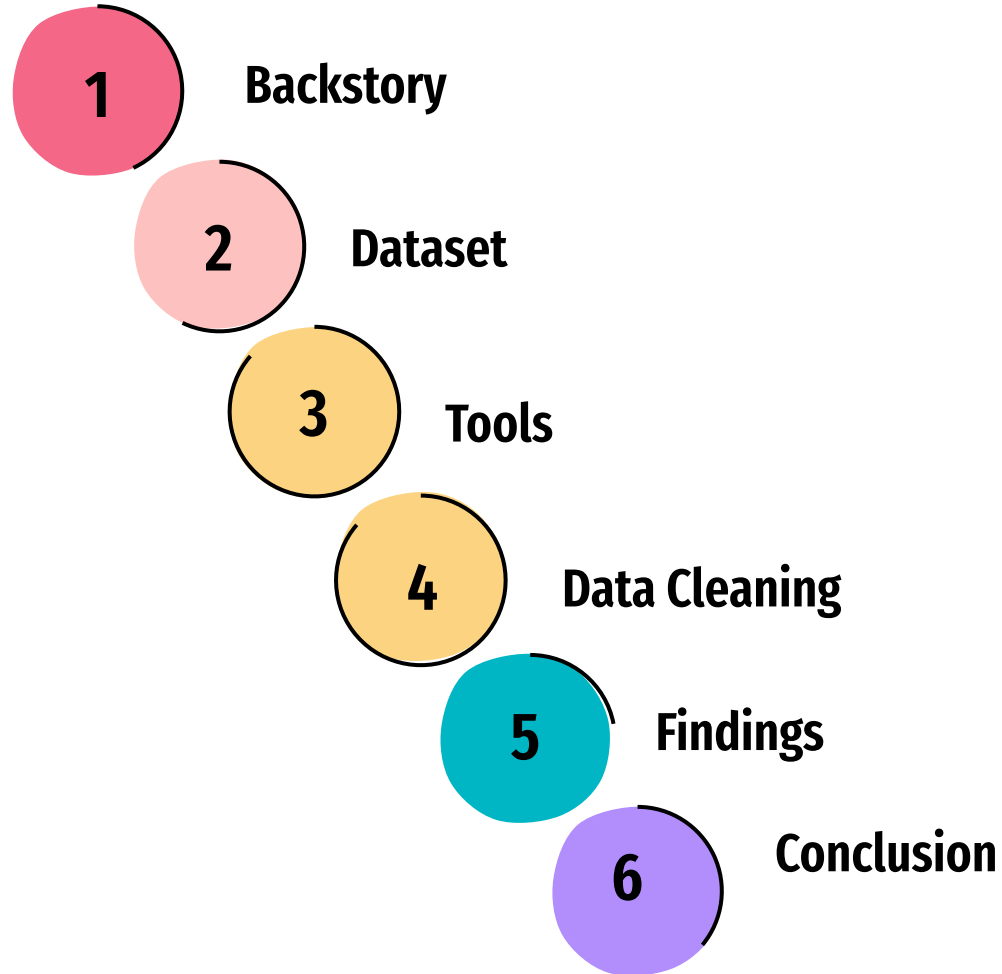 1 Backstory
2 Dataset
3 Tools
4 Data Cleaning
5 Findings
6 Conclusion